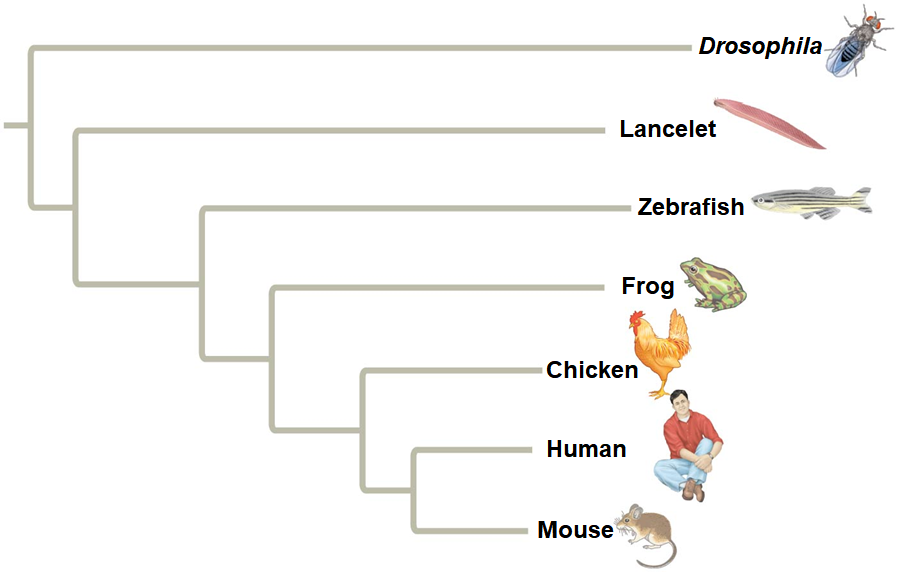 Drosophila
Lancelet
Zebrafish
Frog
Chicken
Human
Mouse